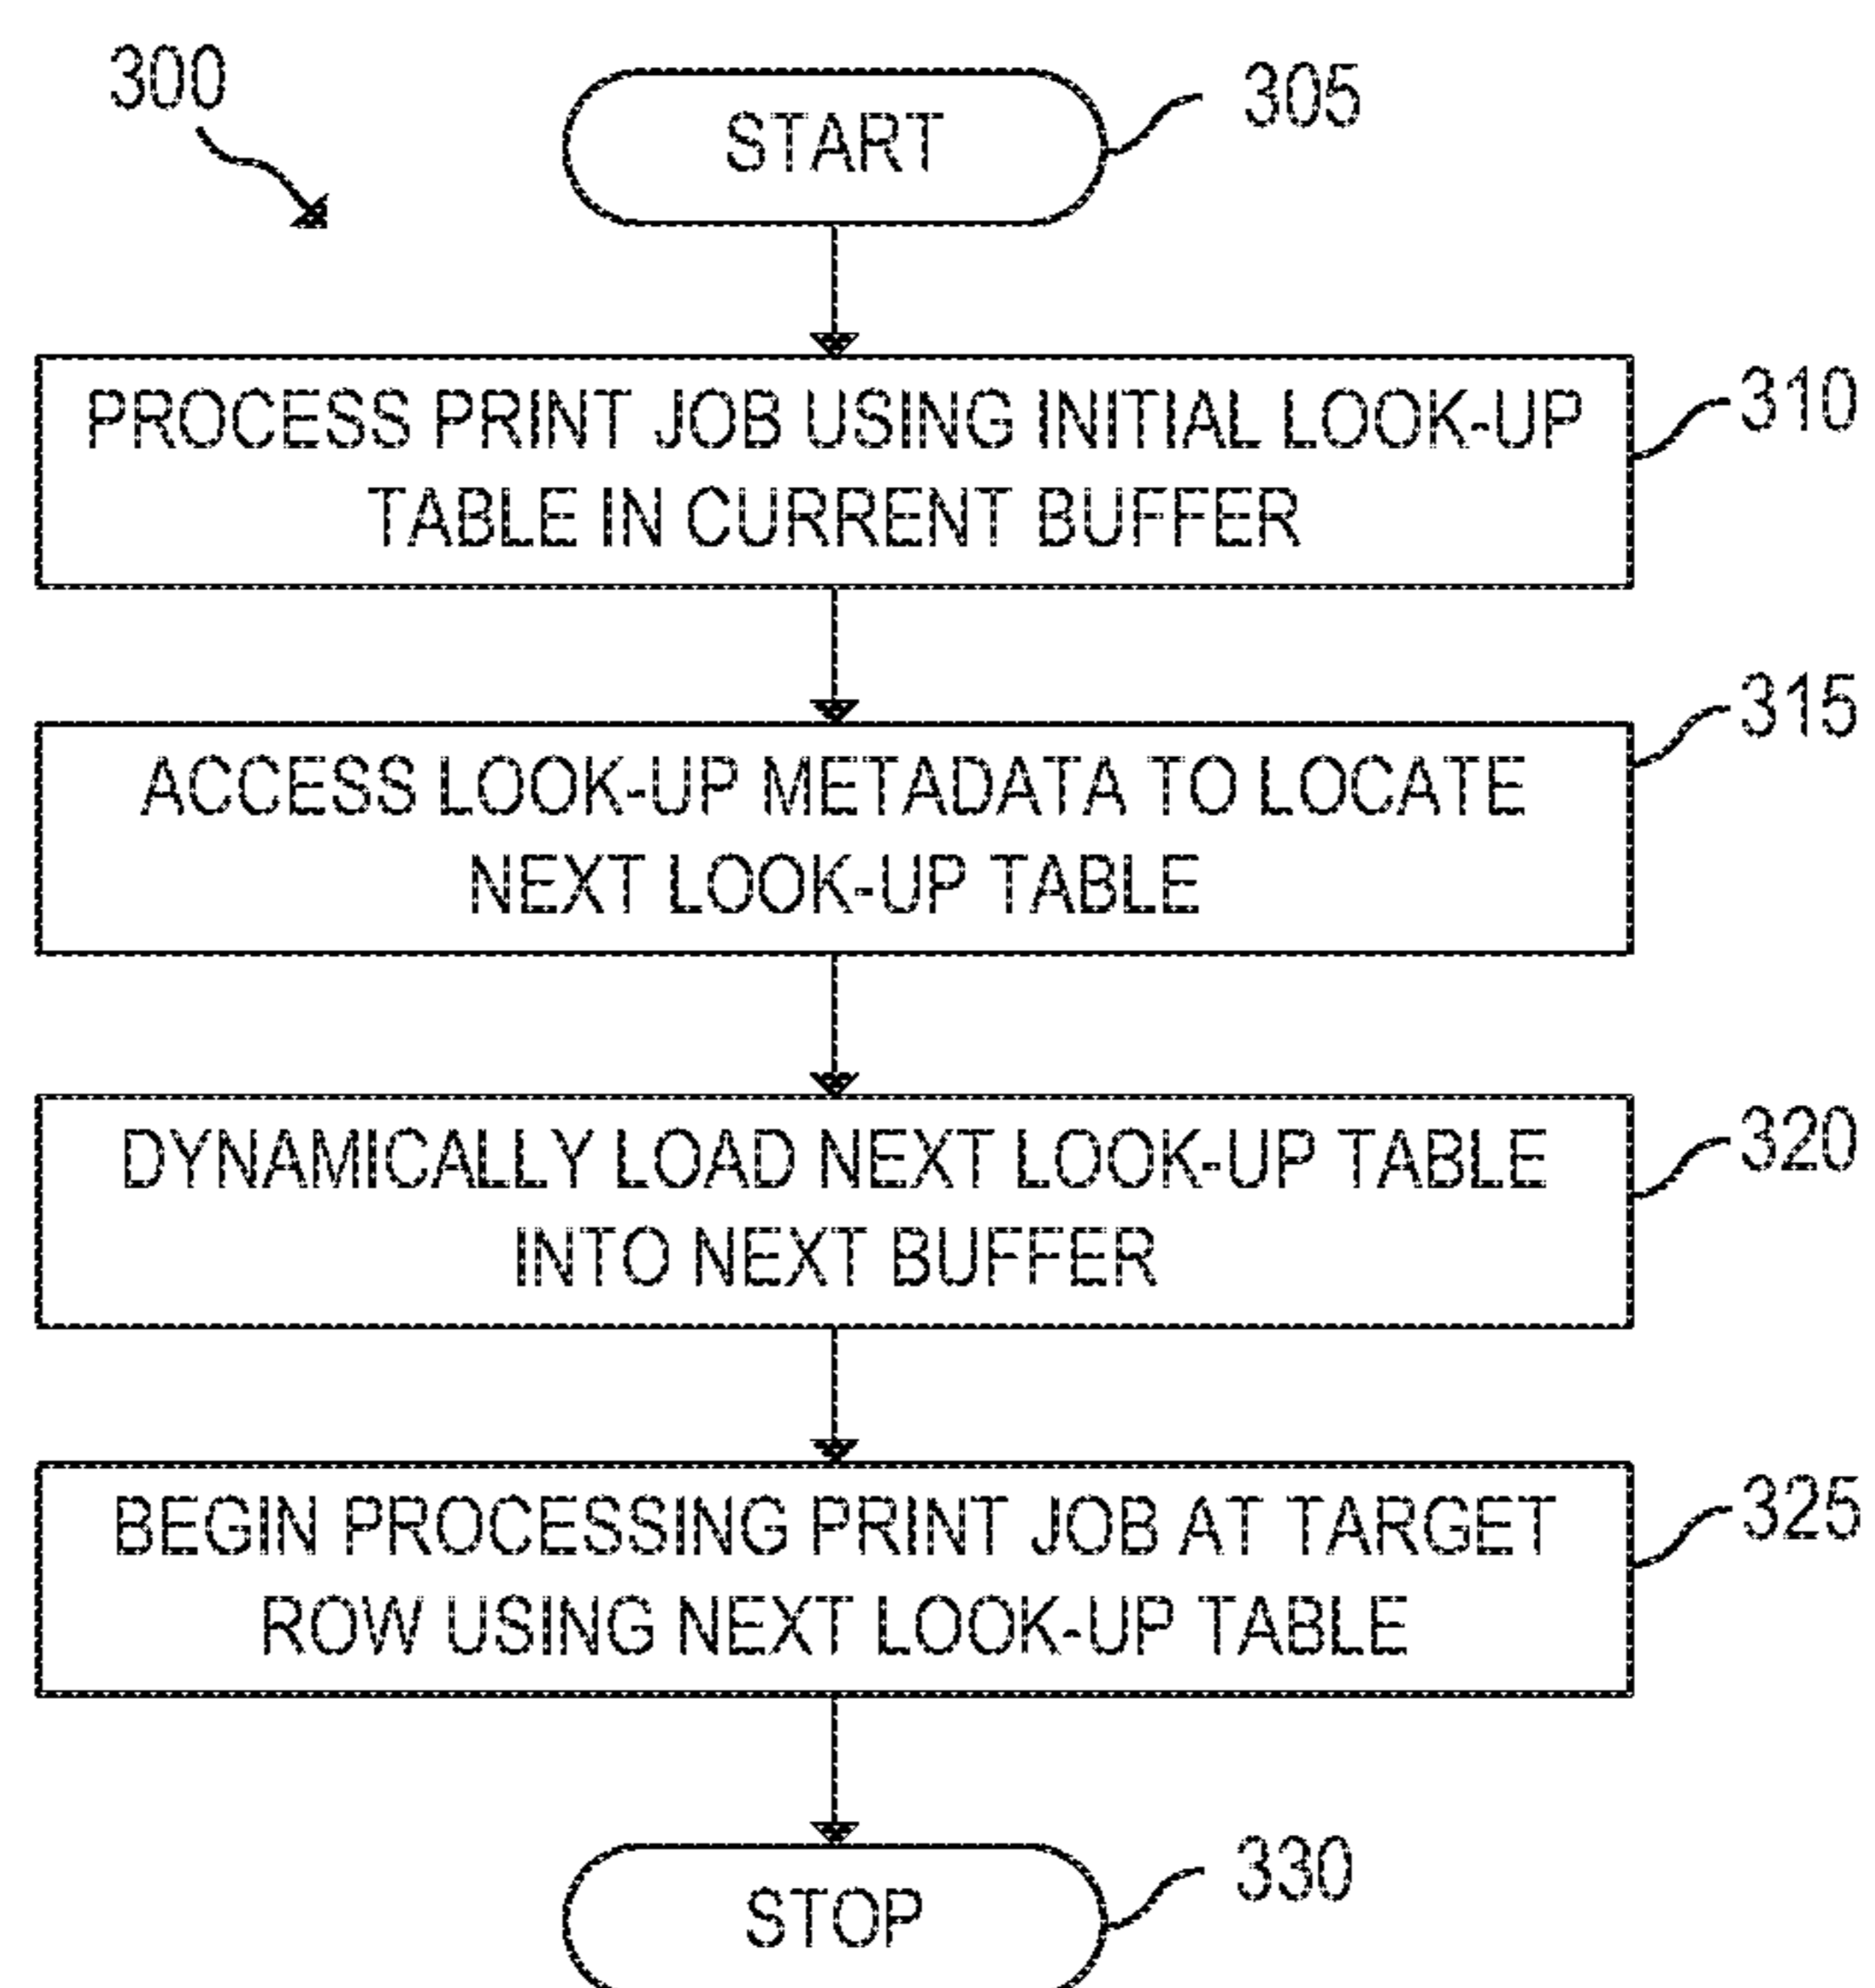 300
START
305
PROCESS PRINT JOB USING INITIAL LOOK-UP
TABLE IN CURRENT BUFFER
310
ACCESS LOOK-UP METADATA TO LOCATE
NEXT LOOK-UP TABLE
315
DYNAMICALLY LOAD NEXT LOOK-UP TABLE
INTO NEXT BUFFER
320
BEGIN PROCESSING PRINT JOB AT TARGET
ROW USING NEXT LOOK-UP TABLE
325
STOP
330